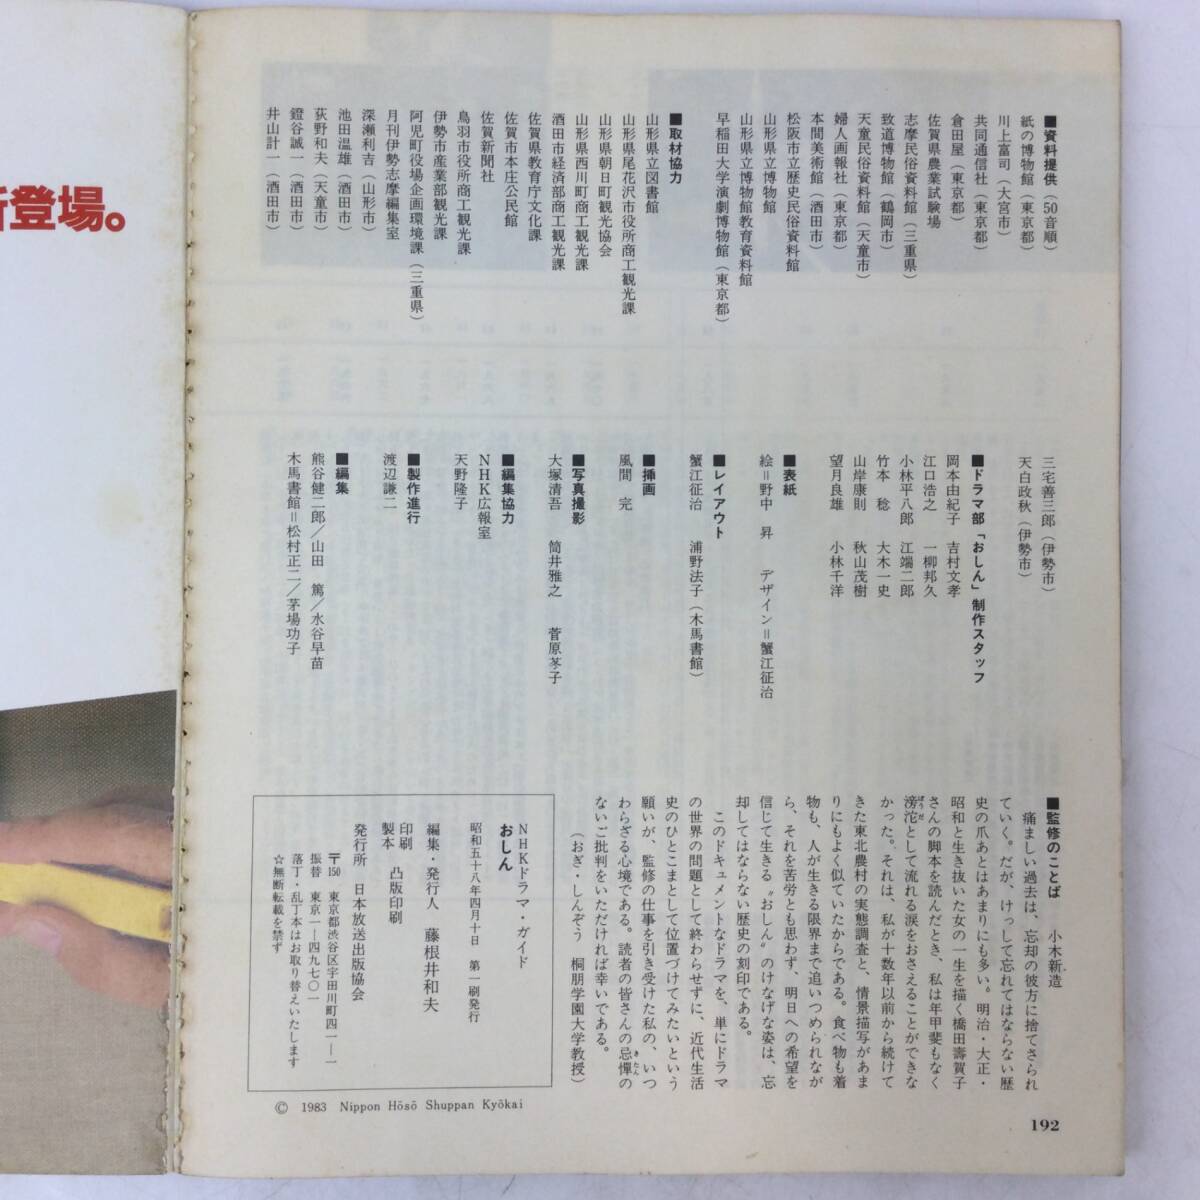 ■資料提供（50音順）
紙の博物館（東京都）
川上富司（大宮市）
共同通信社（東京都）
倉田屋（東京都）
佐賀県農業試験場
志摩民俗資料館（三重県）
致道博物館（鶴岡市）
天童民俗資料館（天童市）
婦人画報社（東京都）
本間美術館（酒田市）
松阪市立歴史民俗資料館
山形県立博物館
山形県立博物館教育資料館
早稲田大学演劇博物館（東京都）
■取材協力
山形県立図書館
山形県尾花沢市役所商工観光課
山形県朝日町観光協会
山形県西川町商工観光課
酒田市経済部商工観光課
佐賀県教育庁文化課
佐賀市本庄公民館
佐賀新聞社
鳥羽市役所商工観光課
伊勢市産業部観光課
阿児町役場企画環境課（三重県）
月刊伊勢志摩編集室
深瀬利吉（山形市）
池田温雄（酒田市）
荻野和夫（天童市）
鐙谷誠一（酒田市）
井山計一（酒田市）
三宅善三郎（伊勢市）
天白政秋（伊勢市）
■ドラマ部「おしん」制作スタッフ
岡本由紀子　吉村文孝
江口浩之　一柳邦久
小林平八郎　江端二郎
竹本　稔　大木一史
山岸康則　秋山茂樹
望月良雄　小林千洋
■表紙
絵＝野中　昇　デザイン＝蟹江征治
■レイアウト
蟹江征治　浦野法子（木馬書館）
■挿画
風間　完
■写真撮影
大塚清吾　筒井雅之　菅原芳子
■編集協力
NHK広報室
天野隆子
■製作進行
渡辺謙二
■編集
熊谷健二郎／山田　篤／水谷早苗
木馬書館＝松村正二／茅場功子
■監修のことば　小木新造
痛ましい過去は、忘却の彼方に捨てさられ
ていく。だが、けっして忘れてはならない歴
史の爪あとはあまりにも多い。明治・大正・
昭和と生き抜いた女の一生を描く橋田壽賀子
さんの脚本を読んだとき、私は年甲斐もなく
滂沱として流れる涙をおさえることができな
かった。それは、私が十数年以前から続けて
きた東北農村の実態調査と、情景描写があま
りにもよく似ていたからである。食べ物も着
物も、人が生きる限界まで追いつめられなが
ら、それを苦労とも思わず、明日への希望を
信じて生きる〝おしん〟のけなげな姿は、忘
却してはならない歴史の刻印である。
このドキュメントなドラマを、単にドラマ
の世界の問題として終わらせずに、近代生活
史のひとこまとして位置づけてみたいという
願いが、監修の仕事を引き受けた私の、いつ
わらざる心境である。読者の皆さんの忌憚の
ないご批判をいただければ幸いである。
（おぎ・しんぞう　桐朋学園大学教授）
NHKドラマ・ガイド
おしん
昭和五十八年四月十日　第一刷発行
編集・発行人　藤根井和夫
印刷　凸版印刷
製本
発行所　日本放送出版協会
〒150　東京都渋谷区宇田川町四一―一
振替　東京一―四九七〇一
落丁・乱丁本はお取り替えいたします
☆無断転載を禁ず
© 1983 Nippon Hōsō Shuppan Kyōkai
192
登場。